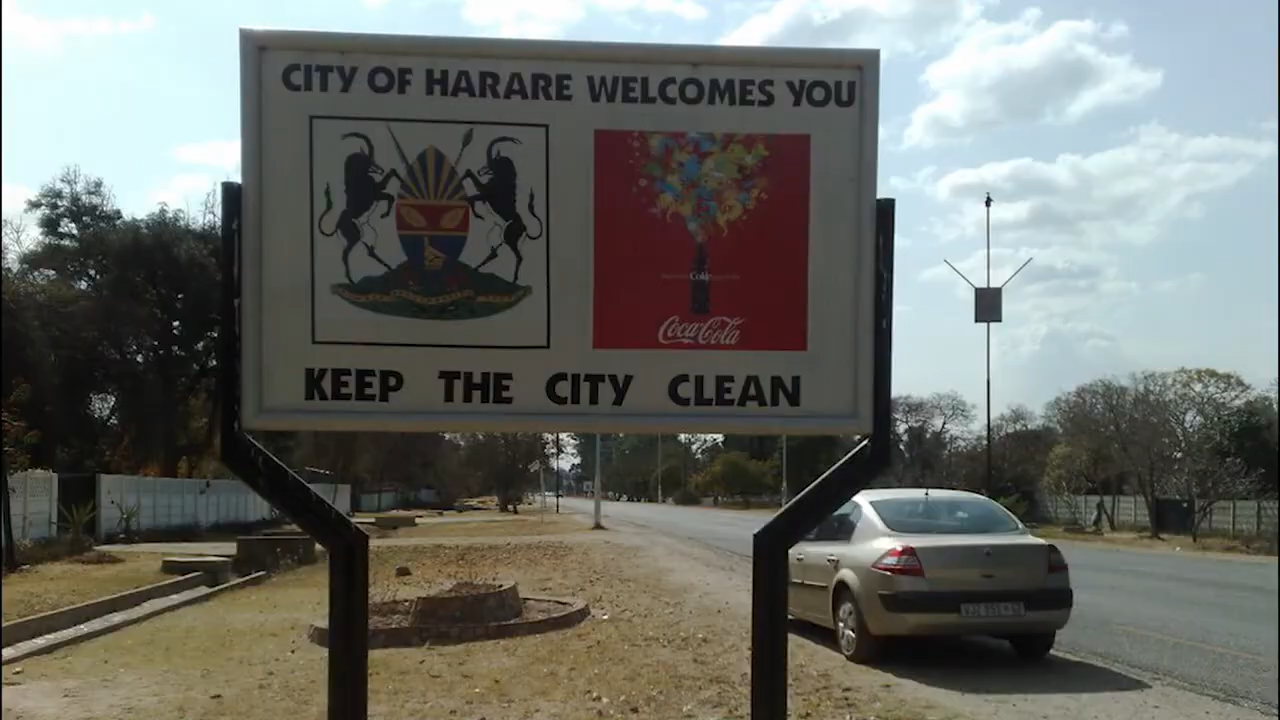 CITY OF HARARE WELCOMES YOU
Coke
Coca-Cola
KEEP THE CITY CLEAN